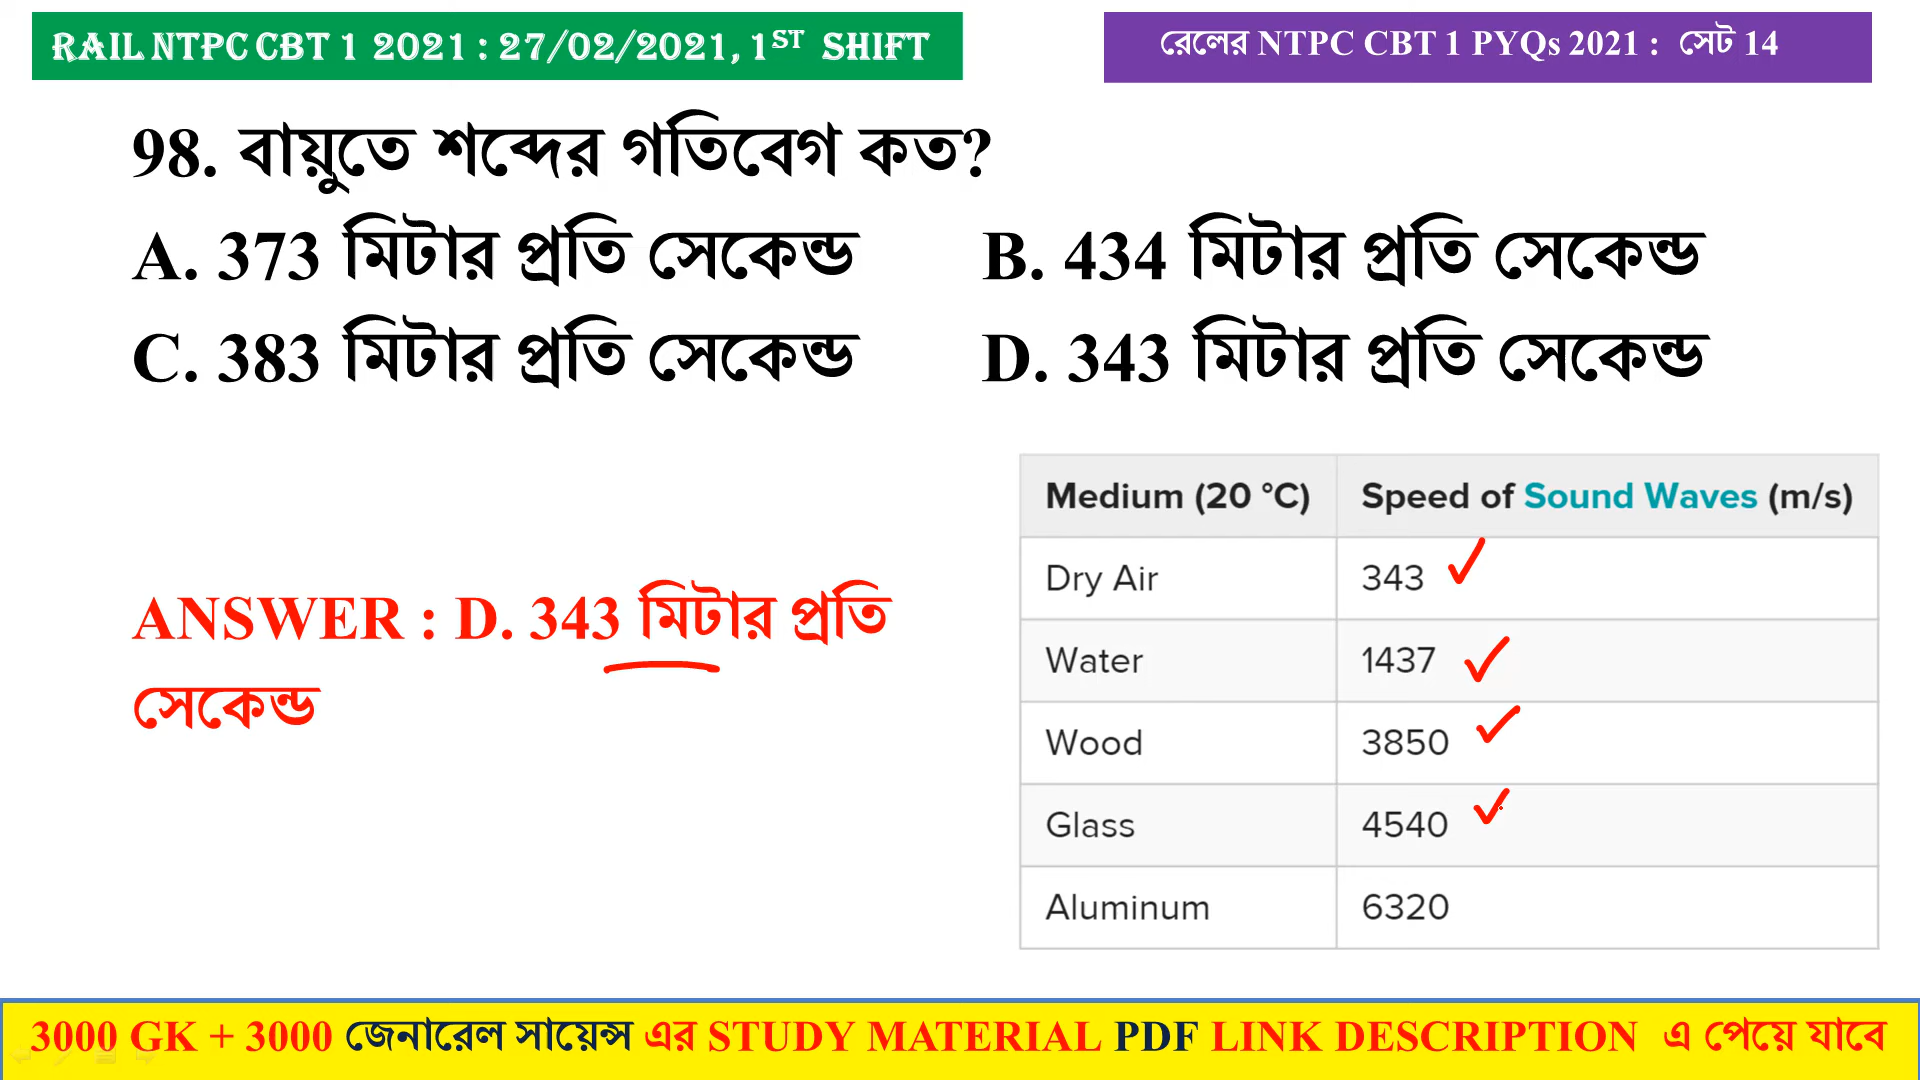 RAIL NTPC CBT 1 2021 : 27/02/2021, 1ST SHIFT
রেলের NTPC CBT 1 PYQs 2021 : সেট 14
98. বায়ুতে শব্দের গতিবেগ কত?
A. 373 মিটার প্রতি সেকেন্ড B. 434 মিটার প্রতি সেকেন্ড
C. 383 মিটার প্রতি সেকেন্ড D. 343 মিটার প্রতি সেকেন্ড
ANSWER : D. 343 মিটার প্রতি
সেকেন্ড
Medium (20 °C) Speed of Sound Waves (m/s)
Dry Air 343
Water 1437
Wood 3850
Glass 4540
Aluminum 6320
3000 GK + 3000 জেনারেল সায়েন্স এর STUDY MATERIAL PDF LINK DESCRIPTION এ পেয়ে যাবে